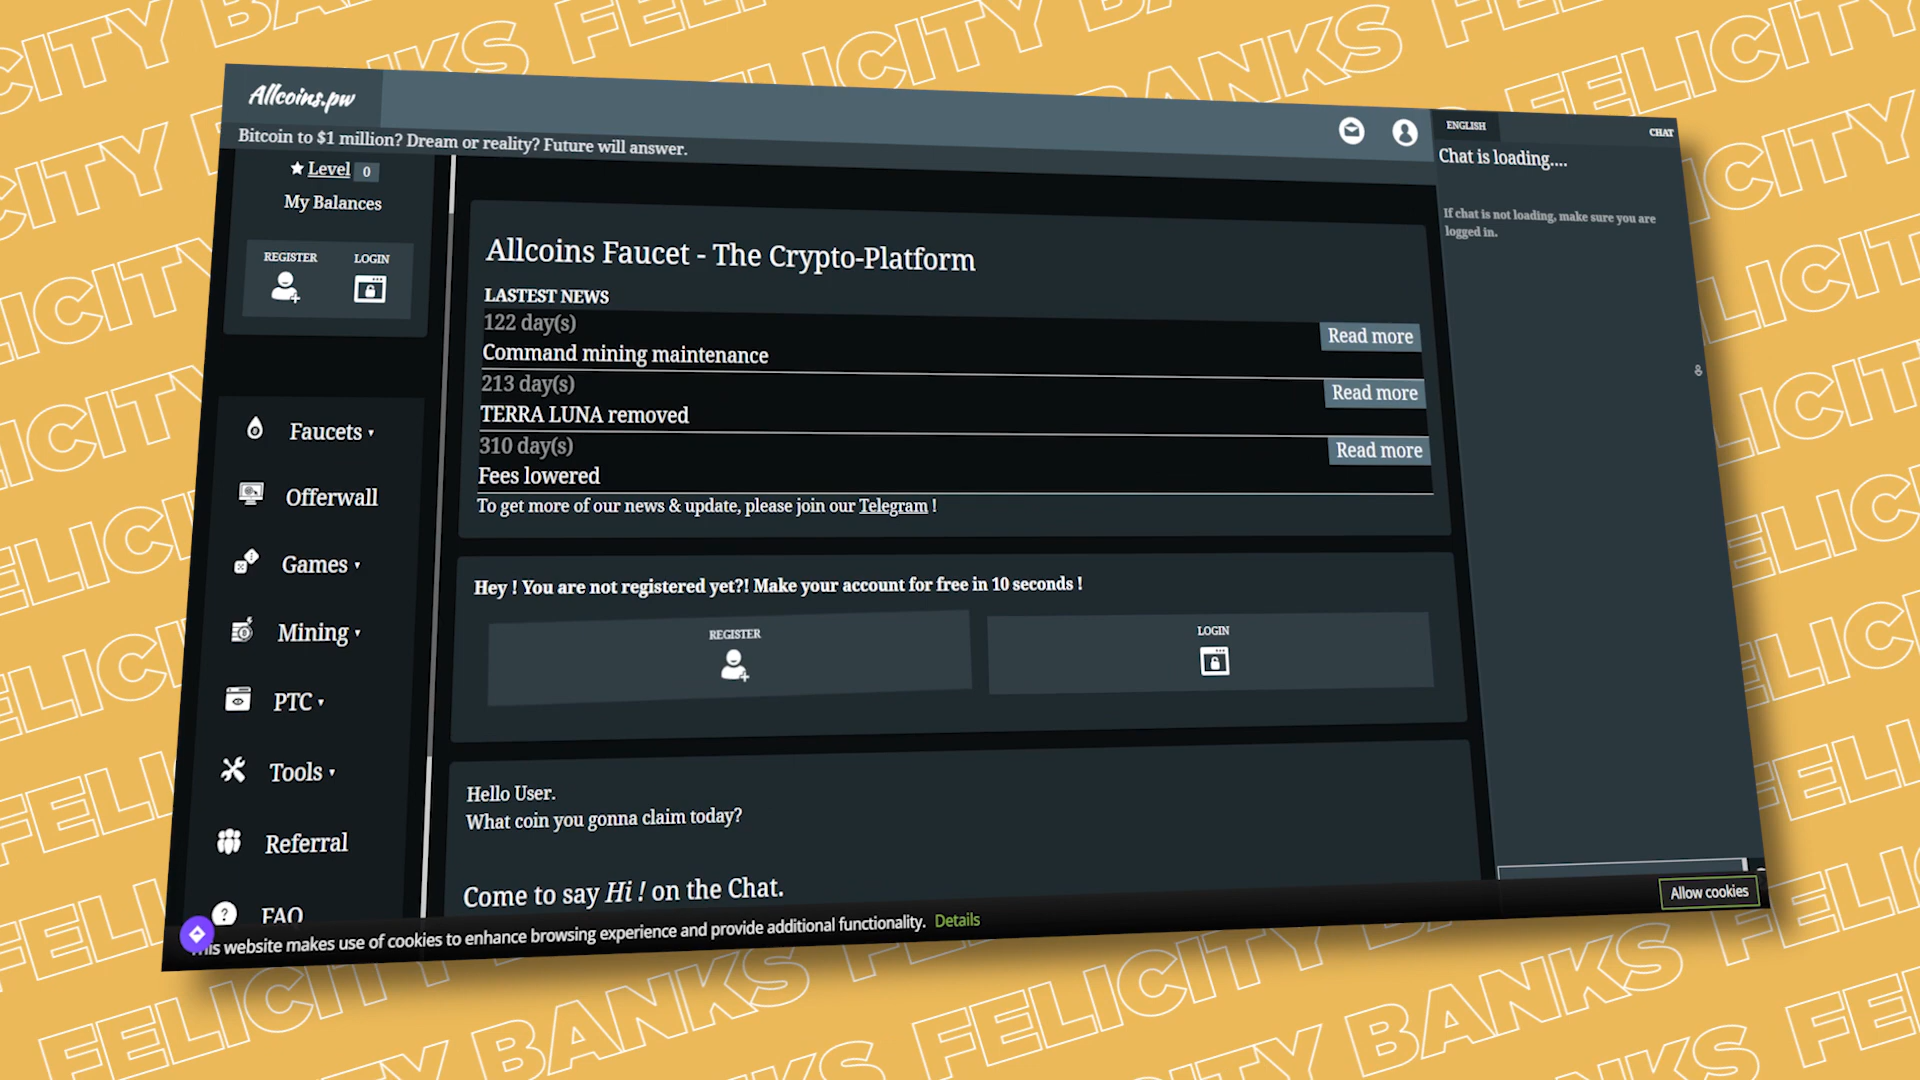 FELICITY BANKS
Allcoins.pw
Bitcoin to $1 million? Dream or reality? Future will answer.
Level 0
My Balances
REGISTER
LOGIN
Faucets
Offerwall
Games
Mining
PTC
Tools
Referral
FAQ
Allcoins Faucet - The Crypto-Platform
LASTEST NEWS
122 day(s)
Command mining maintenance
Read more
213 day(s)
TERRA LUNA removed
Read more
310 day(s)
Fees lowered
Read more
To get more of our news & update, please join our Telegram !
Hey ! You are not registered yet?! Make your account for free in 10 seconds !
REGISTER
LOGIN
Hello User.
What coin you gonna claim today?
Come to say Hi ! on the Chat.
ENGLISH
CHAT
Chat is loading....
If chat is not loading, make sure you are
logged in.
This website makes use of cookies to enhance browsing experience and provide additional functionality. Details
Allow cookies